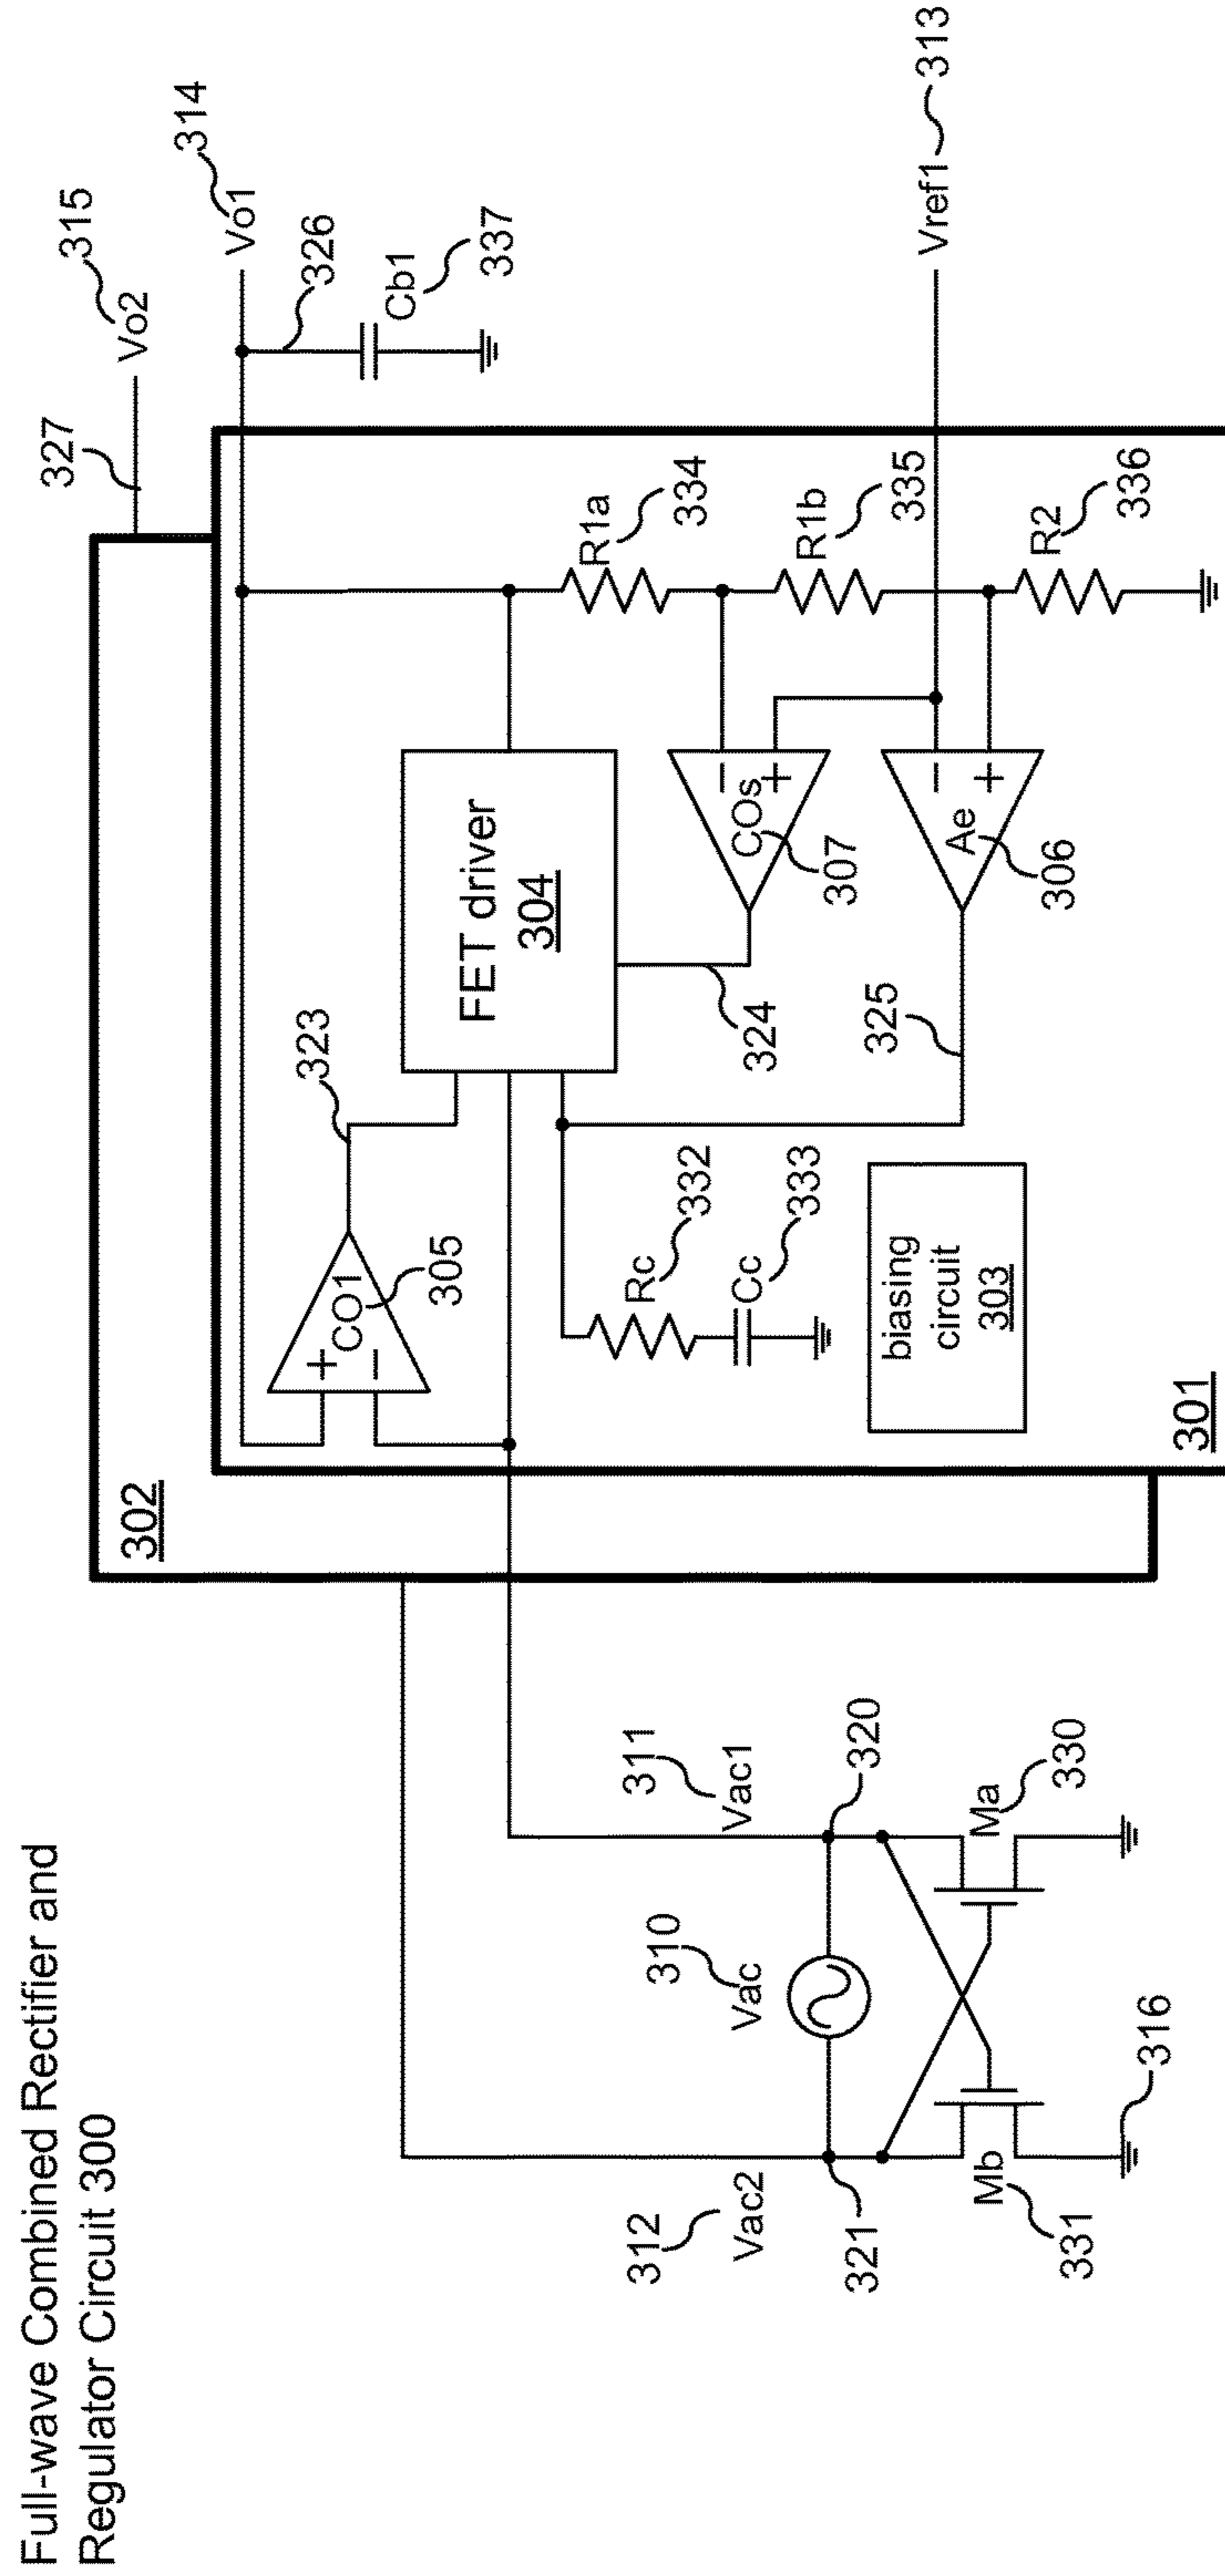 Full-wave Combined Rectifier and
Regulator Circuit 300
302
327
Vo2
315
Vo1
314
326
Cb1
337
323
CO1
+
−
305
FET driver
304
R1a
334
R1b
335
R2
336
−
+
COs
307
−
+
Ae
306
324
325
Vref1
313
Rc
332
Cc
333
biasing
circuit
303
301
312
Vac2
310
Vac
311
Vac1
321
320
Mb
331
Ma
330
316